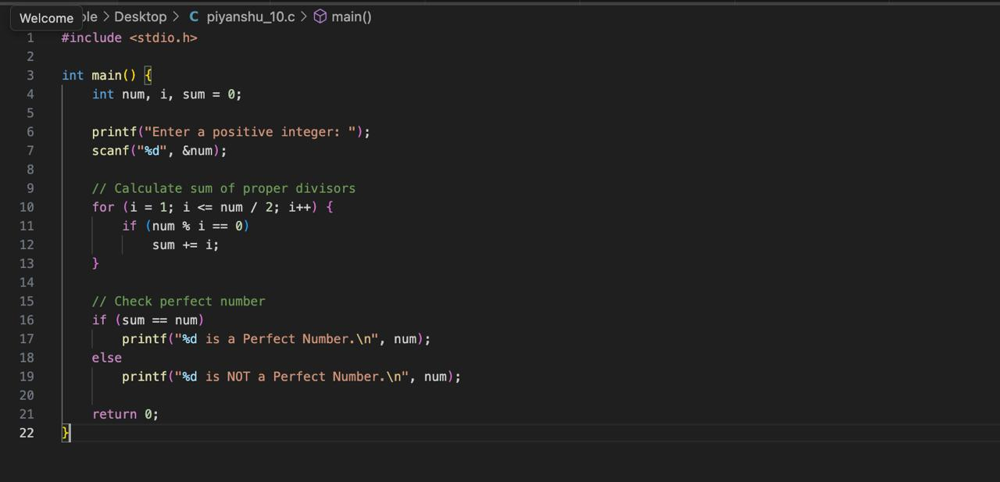 Welcome
Desktop > C piyanshu_10.c > main()
1 #include <stdio.h>
2
3 int main() {
4     int num, i, sum = 0;
5
6     printf("Enter a positive integer: ");
7     scanf("%d", &num);
8
9     // Calculate sum of proper divisors
10     for (i = 1; i <= num / 2; i++) {
11         if (num % i == 0)
12             sum += i;
13     }
14
15     // Check perfect number
16     if (sum == num)
17         printf("%d is a Perfect Number.\n", num);
18     else
19         printf("%d is NOT a Perfect Number.\n", num);
20
21     return 0;
22 }